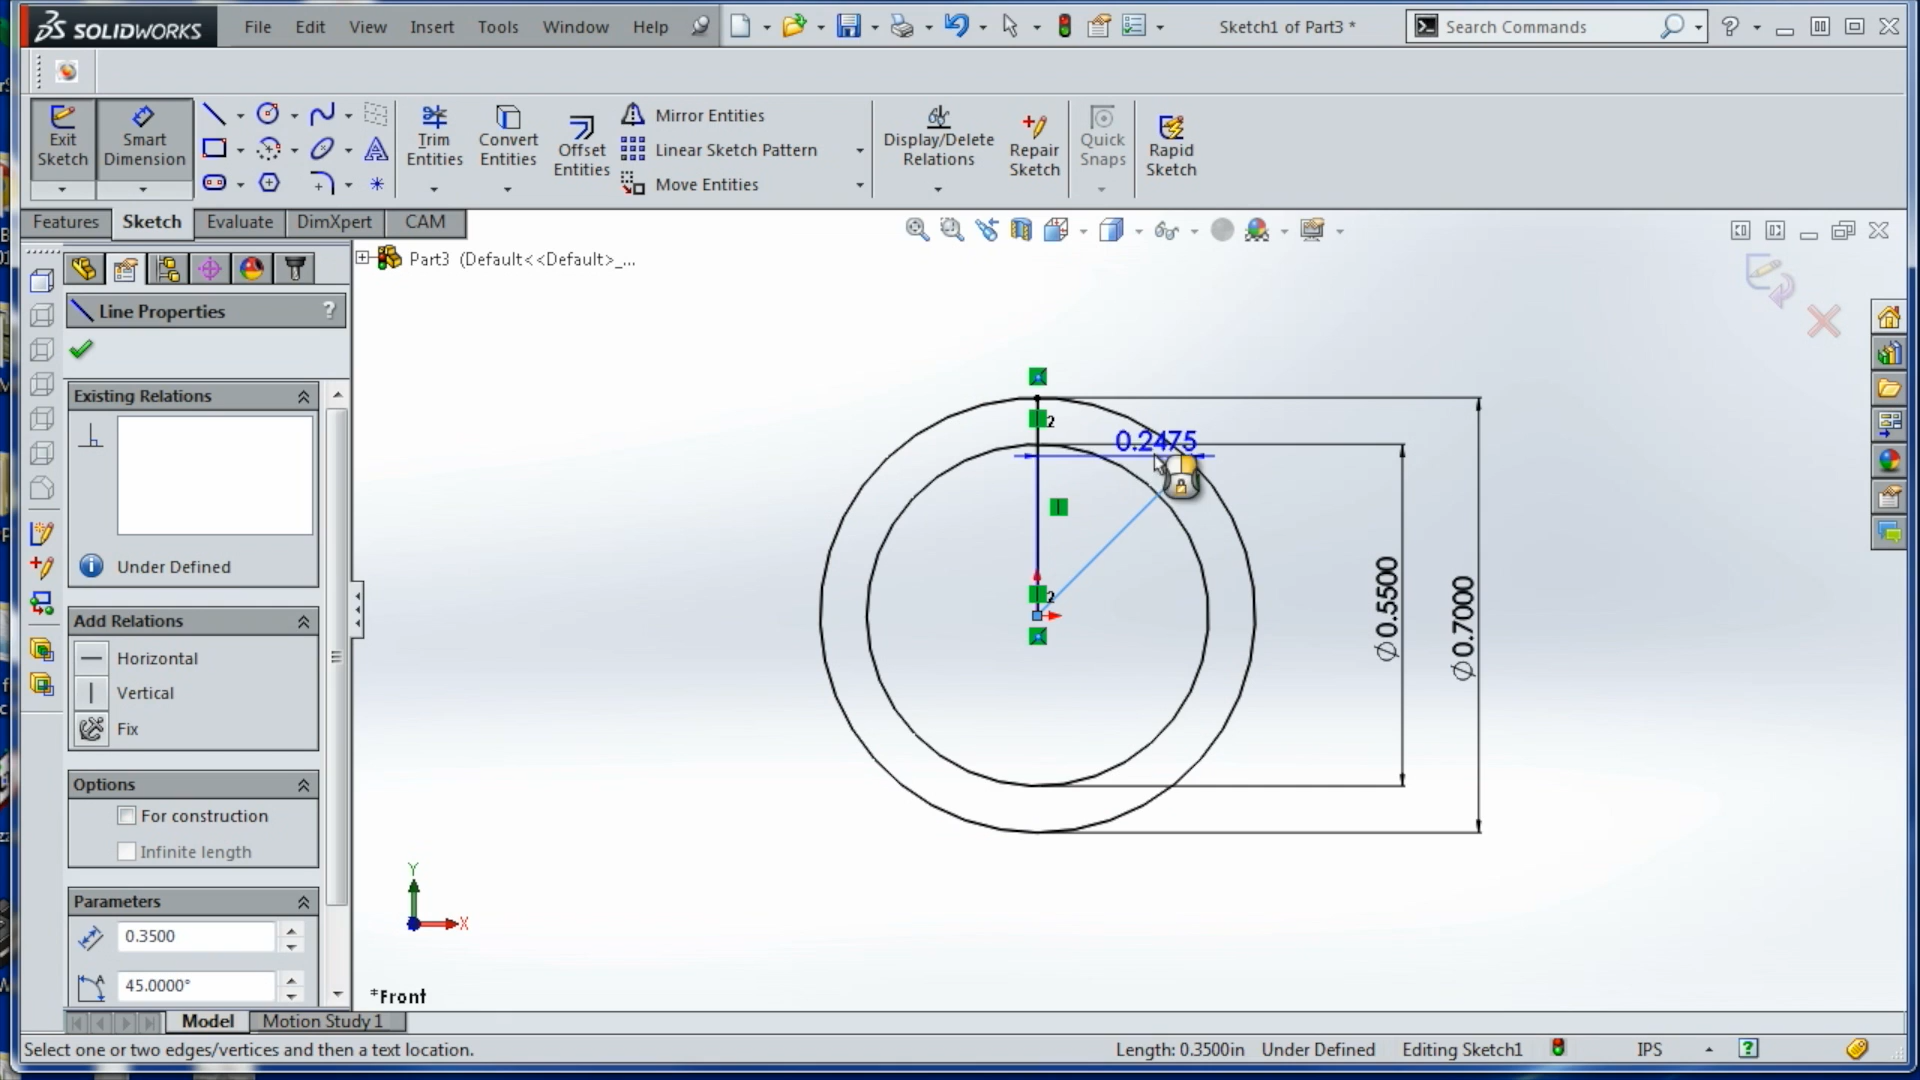 SOLIDWORKS File Edit View Insert Tools Window Help Sketch1 of Part3 * Search Commands ?
Exit Sketch
Smart Dimension
Trim Entities
Convert Entities
Offset Entities
Mirror Entities
Linear Sketch Pattern
Move Entities
Display/Delete Relations
Repair Sketch
Quick Snaps
Rapid Sketch
Features Sketch Evaluate DimXpert CAM
Part3 (Default<<Default>_...
Line Properties ?
Existing Relations
Under Defined
Add Relations
Horizontal
Vertical
Fix
Options
For construction
Infinite length
Parameters
0.3500
45.0000°
2
0.2475
2
Ø0.5500
Ø0.7000
Y
X
*Front
Model Motion Study 1
Select one or two edges/vertices and then a text location. Length: 0.3500in Under Defined Editing Sketch1 IPS ?